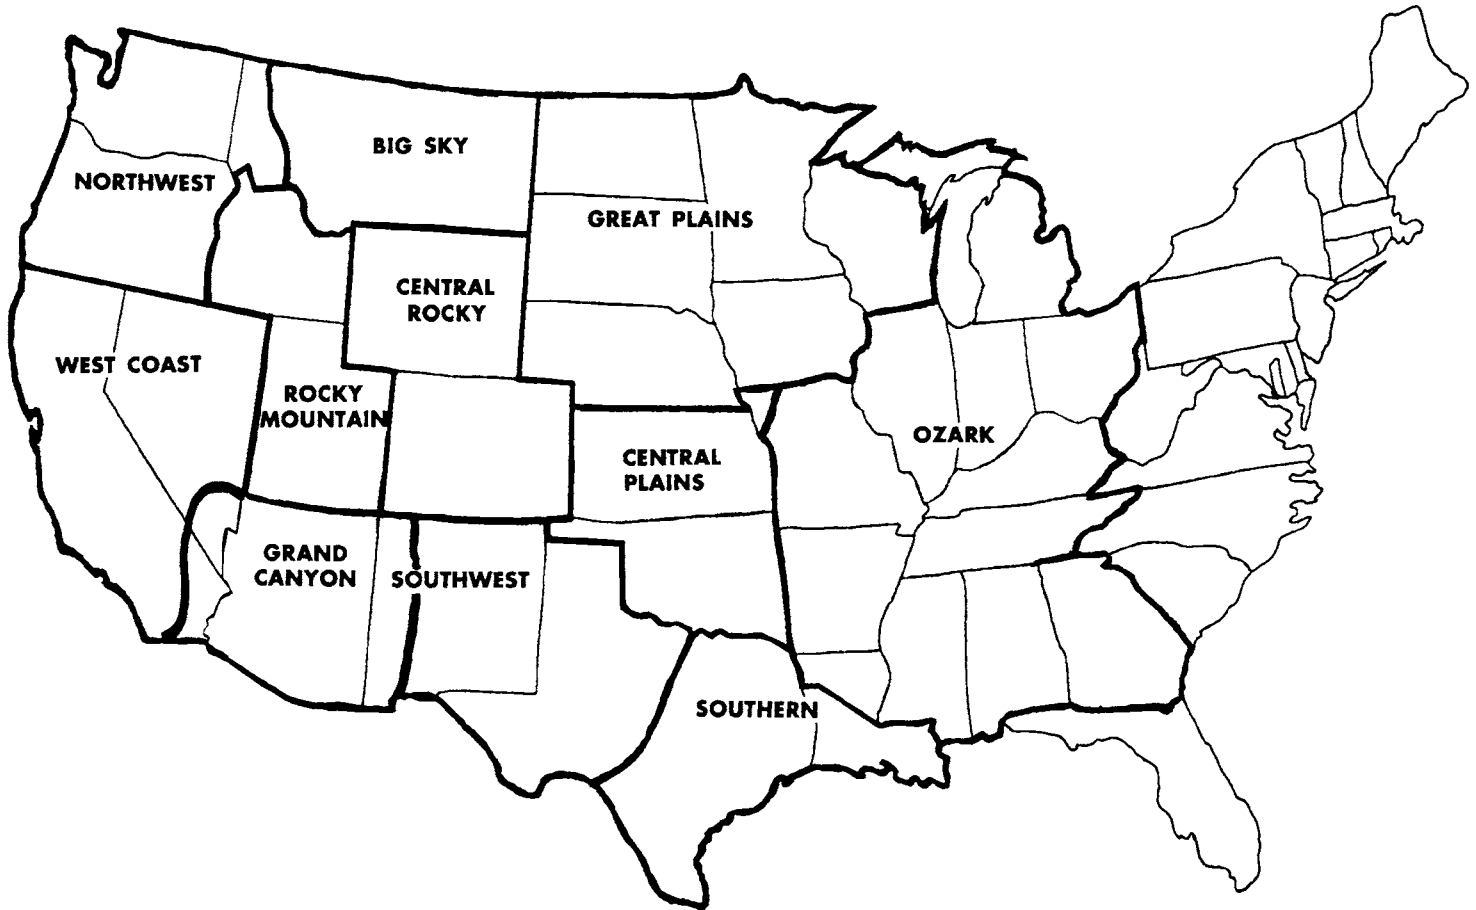 BIG SKY
NORTHWEST
GREAT PLAINS
CENTRAL
ROCKY
WEST COAST
ROCKY
MOUNTAIN
OZARK
CENTRAL
PLAINS
GRAND
CANYON
SOUTHWEST
SOUTHERN